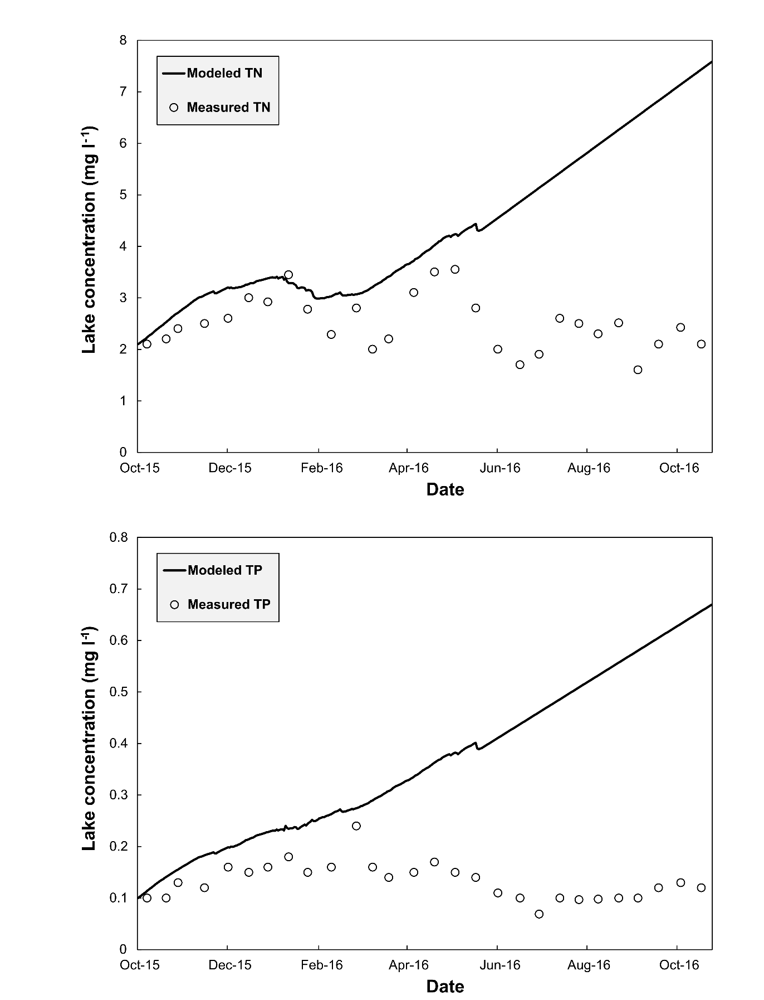 8
7
6
5
4
3
2
1
0
Lake concentration (mg l-1)
Modeled TN
Measured TN
Oct-15 Dec-15 Feb-16 Apr-16 Jun-16 Aug-16 Oct-16
Date
0.8
0.7
0.6
0.5
0.4
0.3
0.2
0.1
0
Lake concentration (mg l-1)
Modeled TP
Measured TP
Oct-15 Dec-15 Feb-16 Apr-16 Jun-16 Aug-16 Oct-16
Date